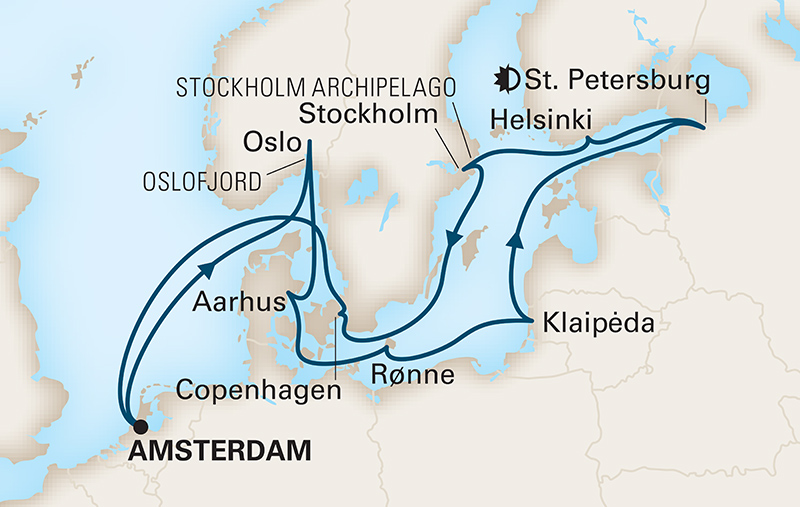 St. Petersburg
STOCKHOLM ARCHIPELAGO
Stockholm
Helsinki
Oslo
OSLOFJORD
Aarhus
Klaipėda
Rønne
Copenhagen
AMSTERDAM